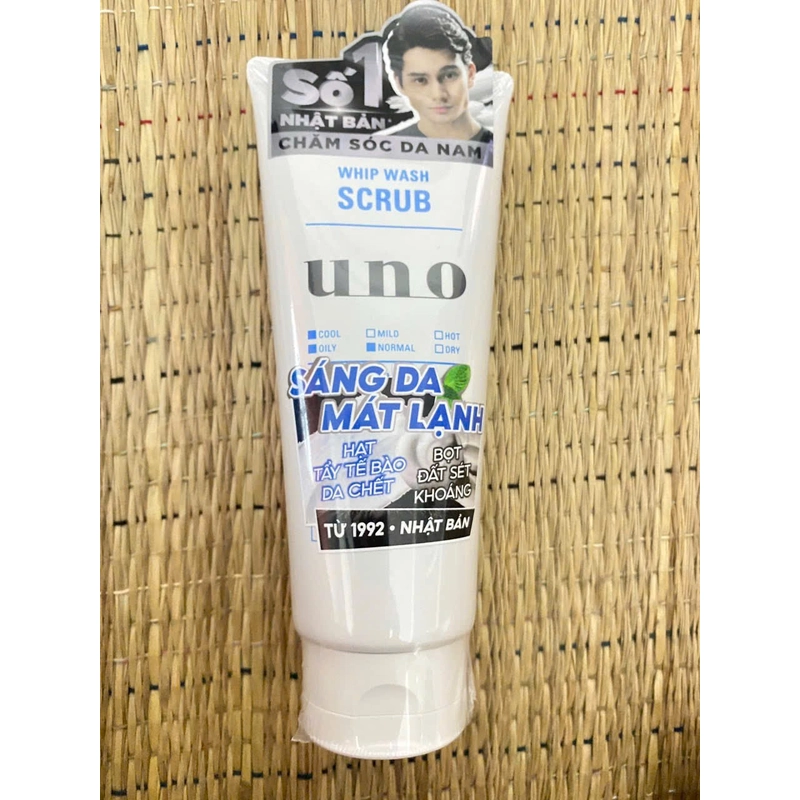 Số 1
NHẬT BẢN*
CHĂM SÓC DA NAM
WHIP WASH
SCRUB
uno
COOL MILD HOT
OILY NORMAL DRY
SÁNG DA
MÁT LẠNH
HẠT
TẨY TẾ BÀO
DA CHẾT
BỌT
ĐẤT SÉT
KHOÁNG
TỪ 1992 • NHẬT BẢN